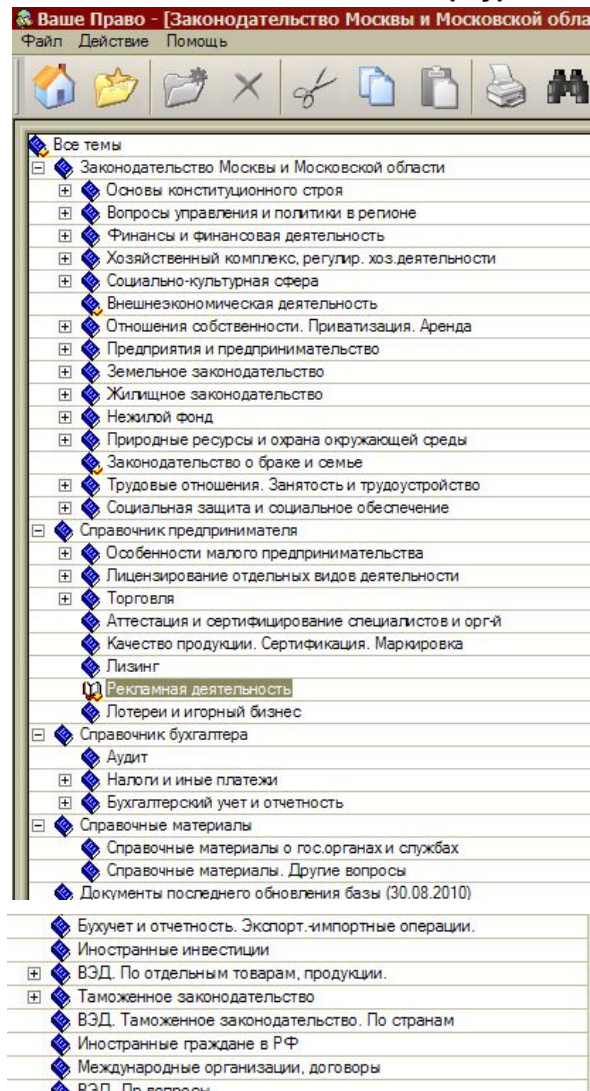 Ваше Право - [Законодательство Москвы и Московской обла
Файл Действие Помощь
Все темы
Законодательство Москвы и Московской области
Основы конституционного строя
Вопросы управления и политики в регионе
Финансы и финансовая деятельность
Хозяйственный комплекс, регулир. хоз.деятельности
Социально-культурная сфера
Внешнеэкономическая деятельность
Отношения собственности. Приватизация. Аренда
Предприятия и предпринимательство
Земельное законодательство
Жилищное законодательство
Нежилой фонд
Природные ресурсы и охрана окружающей среды
Законодательство о браке и семье
Трудовые отношения. Занятость и трудоустройство
Социальная защита и социальное обеспечение
Справочник предпринимателя
Особенности малого предпринимательства
Лицензирование отдельных видов деятельности
Торговля
Аттестация и сертифицирование специалистов и орг-й
Качество продукции. Сертификация. Маркировка
Лизинг
Рекламная деятельность
Лотереи и игорный бизнес
Справочник бухгалтера
Аудит
Налоги и иные платежи
Бухгалтерский учет и отчетность
Справочные материалы
Справочные материалы о гос.органах и службах
Справочные материалы. Другие вопросы
Документы последнего обновления базы (30.08.2010)
Бухучет и отчетность. Экспорт.-импортные операции.
Иностранные инвестиции
ВЭД. По отдельным товарам, продукции.
Таможенное законодательство
ВЭД. Таможенное законодательство. По странам
Иностранные граждане в РФ
Международные организации, договоры
ВЭД. Др.вопросы